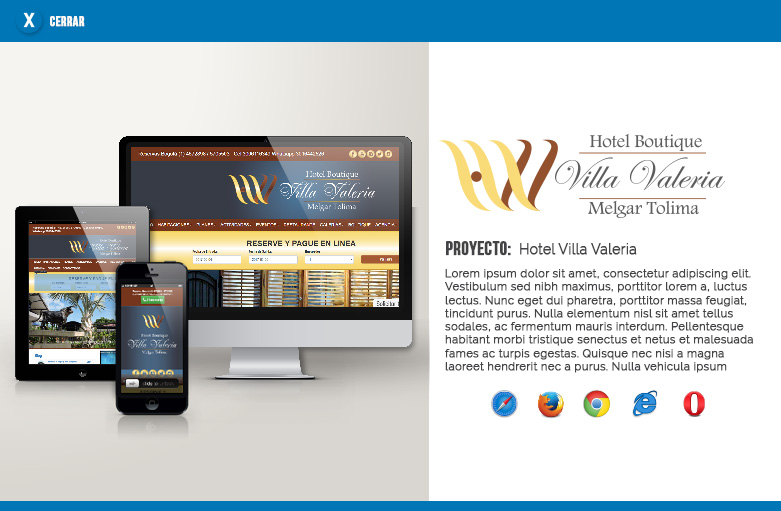 X CERRAR
Hotel Boutique
Villa Valeria
Melgar Tolima
RESERVE Y PAGUE EN LINEA
Solicitar
Hotel Boutique
Villa Valeria
Melgar Tolima
PROYECTO: Hotel Villa Valeria
Lorem ipsum dolor sit amet, consectetur adipiscing elit.
Vestibulum sed nibh maximus, porttitor lorem a, luctus
lectus. Nunc eget dui pharetra, porttitor massa feugiat,
tincidunt purus. Nulla elementum nisl sit amet tellus
sodales, ac fermentum mauris interdum. Pellentesque
habitant morbi tristique senectus et netus et malesuada
fames ac turpis egestas. Quisque nec nisi a magna
laoreet hendrerit nec a purus. Nulla vehicula ipsum